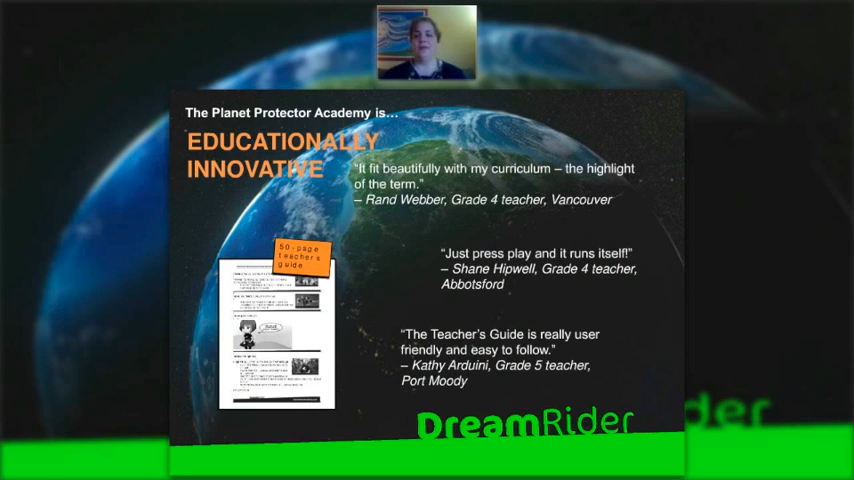 The Planet Protector Academy is...
EDUCATIONALLY
INNOVATIVE
“It fit beautifully with my curriculum – the highlight
of the term.”
– Rand Webber, Grade 4 teacher, Vancouver
“Just press play and it runs itself!”
– Shane Hipwell, Grade 4 teacher,
Abbotsford
50-page
teachers
guide
“The Teacher’s Guide is really user
friendly and easy to follow.”
– Kathy Arduini, Grade 5 teacher,
Port Moody
DreamRider
der